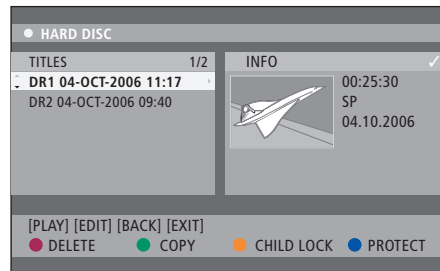 HARD DISC
TITLES 1/2
DR1 04-OCT-2006 11:17
DR2 04-OCT-2006 09:40
INFO
00:25:30
SP
04.10.2006
[PLAY] [EDIT] [BACK] [EXIT]
DELETE COPY CHILD LOCK PROTECT